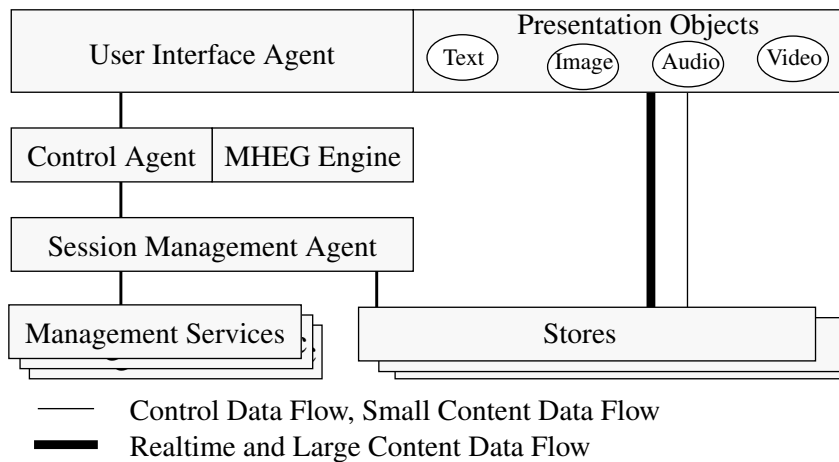 User Interface Agent
Presentation Objects
Text
Image
Audio
Video
Control Agent
MHEG Engine
Session Management Agent
Management Services
Stores
Control Data Flow, Small Content Data Flow
Realtime and Large Content Data Flow